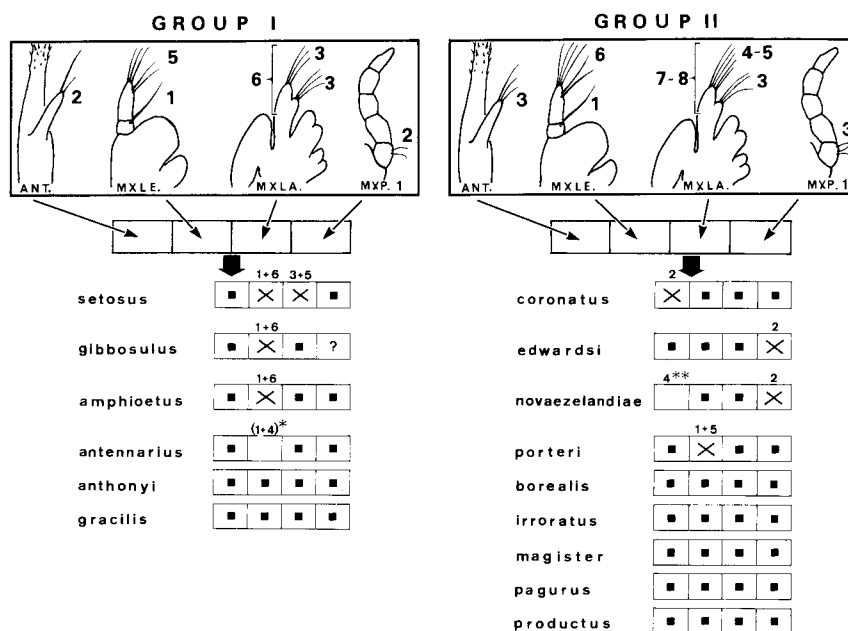 GROUP I
5
3
6
3
2
1
2
ANT. MXLE. MXLA. MXP. 1
1+6 3+5
setosus
1+6
gibbosulus ?
1+6
amphioetus
(1+4)*
antennarius
anthonyi
gracilis
GROUP II
6
4-5
7-8
3
3
1
3
ANT. MXLE. MXLA. MXP. 1
2
coronatus
2
edwardsi
4** 2
novaezelandiae
1+5
porteri
borealis
irroratus
magister
pagurus
productus